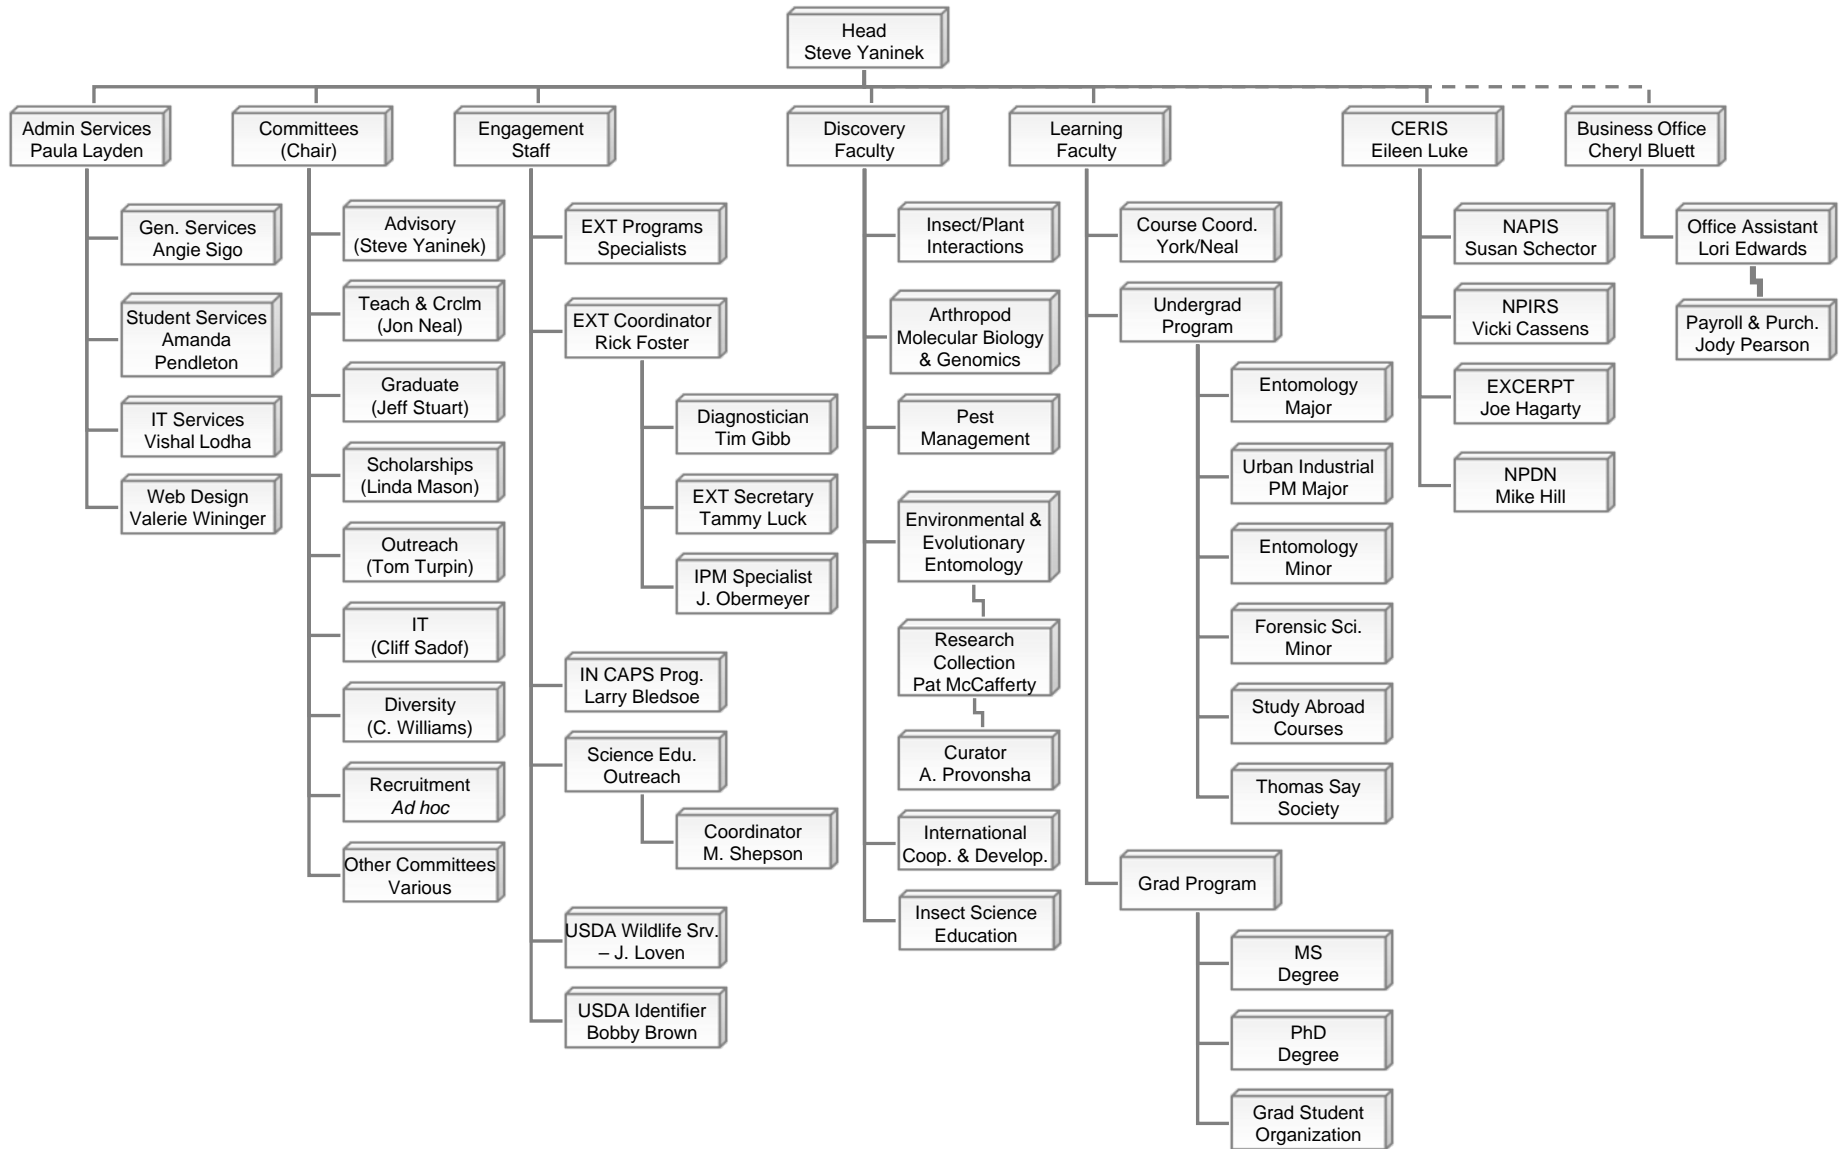 Head
Steve Yaninek
Admin Services
Paula Layden
Gen. Services
Angie Sigo
Student Services
Amanda
Pendleton
IT Services
Vishal Lodha
Web Design
Valerie Wininger
Committees
(Chair)
Advisory
(Steve Yaninek)
Teach & Crclm
(Jon Neal)
Graduate
(Jeff Stuart)
Scholarships
(Linda Mason)
Outreach
(Tom Turpin)
IT
(Cliff Sadof)
Diversity
(C. Williams)
Recruitment
Ad hoc
Other Committees
Various
Engagement
Staff
EXT Programs
Specialists
EXT Coordinator
Rick Foster
Diagnostician
Tim Gibb
EXT Secretary
Tammy Luck
IPM Specialist
J. Obermeyer
IN CAPS Prog.
Larry Bledsoe
Science Edu.
Outreach
Coordinator
M. Shepson
USDA Wildlife Srv.
– J. Loven
USDA Identifier
Bobby Brown
Discovery
Faculty
Insect/Plant
Interactions
Arthropod
Molecular Biology
& Genomics
Pest
Management
Environmental &
Evolutionary
Entomology
Research
Collection
Pat McCafferty
Curator
A. Provonsha
International
Coop. & Develop.
Insect Science
Education
Learning
Faculty
Course Coord.
York/Neal
Undergrad
Program
Entomology
Major
Urban Industrial
PM Major
Entomology
Minor
Forensic Sci.
Minor
Study Abroad
Courses
Thomas Say
Society
Grad Program
MS
Degree
PhD
Degree
Grad Student
Organization
CERIS
Eileen Luke
NAPIS
Susan Schector
NPIRS
Vicki Cassens
EXCERPT
Joe Hagarty
NPDN
Mike Hill
Business Office
Cheryl Bluett
Office Assistant
Lori Edwards
Payroll & Purch.
Jody Pearson